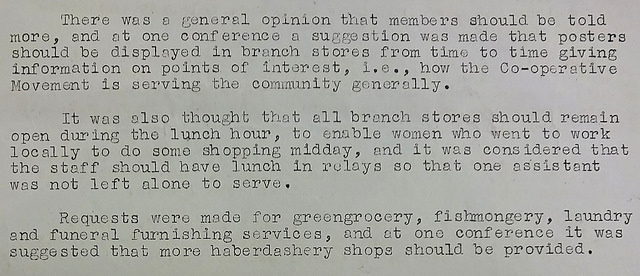 There was a general opinion that members should be told
more, and at one conference a suggestion was made that posters
should be displayed in branch stores from time to time giving
information on points of interest, i.e., how the Co-operative
Movement is serving the community generally.
It was also thought that all branch stores should remain
open during the lunch hour, to enable women who went to work
locally to do some shopping midday, and it was considered that
the staff should have lunch in relays so that one assistant
was not left alone to serve.
Requests were made for greengrocery, fishmongery, laundry
and funeral furnishing services, and at one conference it was
suggested that more haberdashery shops should be provided.